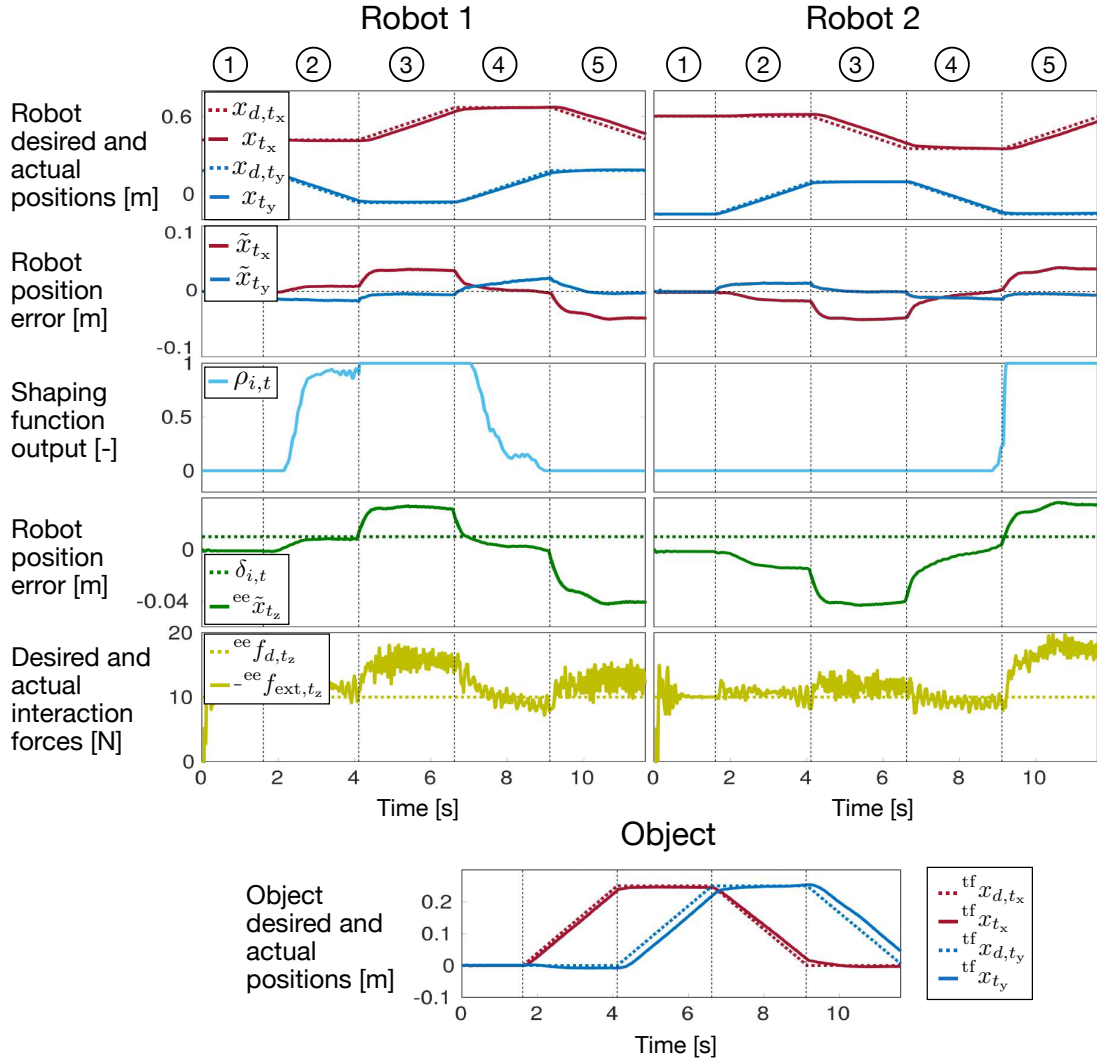 Robot 1 Robot 2
① ② ③ ④ ⑤ ① ② ③ ④ ⑤
Robot
desired and
actual
positions [m]
0.6
0
x_{d,t_x}
x_{t_x}
x_{d,t_y}
x_{t_y}
Robot
position
error [m]
0.1
0
-0.1
x̃_{t_x}
x̃_{t_y}
Shaping
function
output [-]
1
0.5
0
ρ_{i,t}
Robot
position
error [m]
0
-0.04
δ_{i,t}
^{ee}x̃_{t_z}
Desired and
actual
interaction
forces [N]
20
10
0
^{ee}f_{d,t_z}
-^{ee}f_{ext,t_z}
0 2 4 6 8 10 0 2 4 6 8 10
Time [s] Time [s]
Object
Object
desired and
actual
positions [m]
0.2
0.1
0
-0.1
0 2 4 6 8 10
Time [s]
^{tf}x_{d,t_x}
^{tf}x_{t_x}
^{tf}x_{d,t_y}
^{tf}x_{t_y}